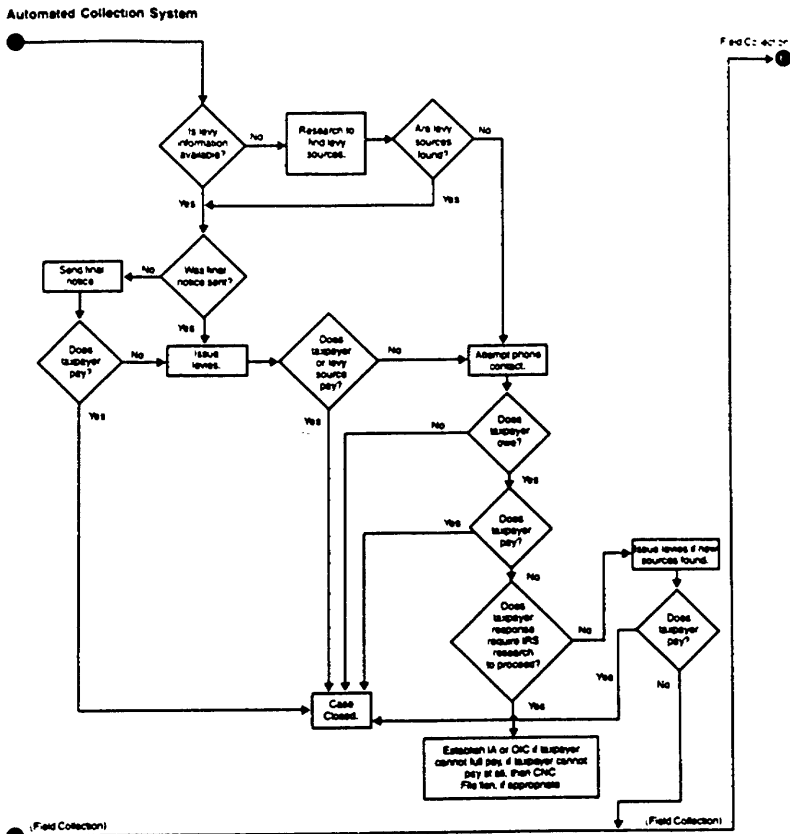 Automated Collection System
Field Collection
Is levy
information
available?
No
Research to
find levy
sources.
Are levy
sources
found?
No
Yes
Yes
Send final
notice
No
Was final
notice sent?
Yes
Does
taxpayer
pay?
No
Issue
levies.
Does
taxpayer
or levy
source
pay?
No
Attempt phone
contact.
Yes
Yes
No
Does
taxpayer
owe?
Yes
Yes
Does
taxpayer
pay?
No
Issue levies if new
sources found.
Does
taxpayer
response
require IRS
research
to proceed?
No
Does
taxpayer
pay?
Yes
No
Yes
Case
Closed.
Establish IA or OIC if taxpayer
cannot full pay, if taxpayer cannot
pay at all, then CNC
File lien, if appropriate
(Field Collection)
(Field Collection)